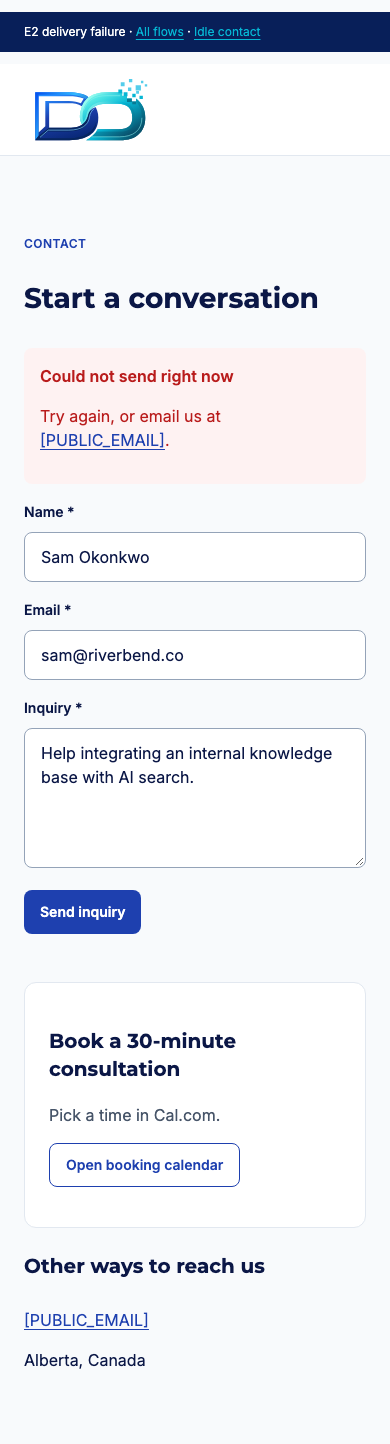 E2 delivery failure · All flows · Idle contact
DO
CONTACT
Start a conversation
Could not send right now
Try again, or email us at
[PUBLIC_EMAIL].
Name *
Sam Okonkwo
Email *
sam@riverbend.co
Inquiry *
Help integrating an internal knowledge
base with AI search.
Send inquiry
Book a 30-minute
consultation
Pick a time in Cal.com.
Open booking calendar
Other ways to reach us
[PUBLIC_EMAIL]
Alberta, Canada